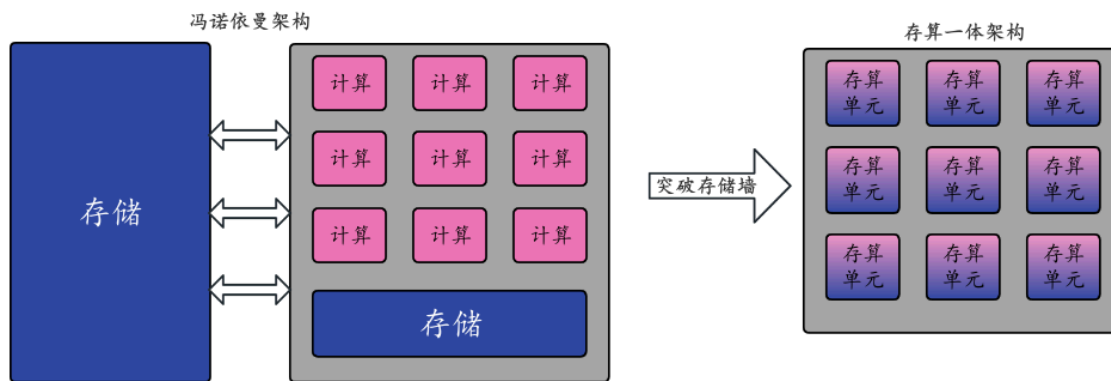 冯诺依曼架构
存算一体架构
存储
计算 计算 计算
计算 计算 计算
计算 计算 计算
存储
突破存储墙
存算 存算 存算
单元 单元 单元
存算 存算 存算
单元 单元 单元
存算 存算 存算
单元 单元 单元